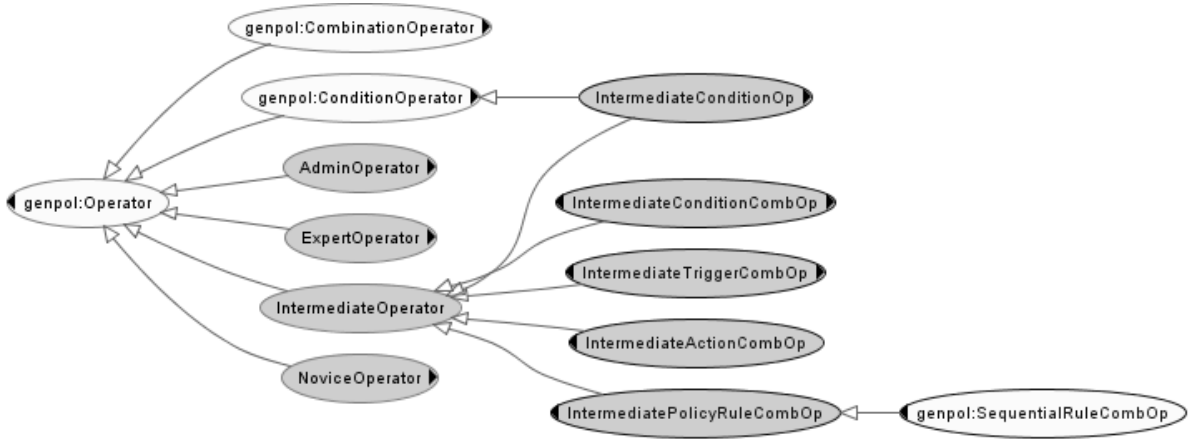 genpol:CombinationOperator
genpol:ConditionOperator
IntermediateConditionOp
AdminOperator
genpol:Operator
IntermediateConditionCombOp
ExpertOperator
IntermediateTriggerCombOp
IntermediateOperator
IntermediateActionCombOp
NoviceOperator
IntermediatePolicyRuleCombOp
genpol:SequentialRuleCombOp